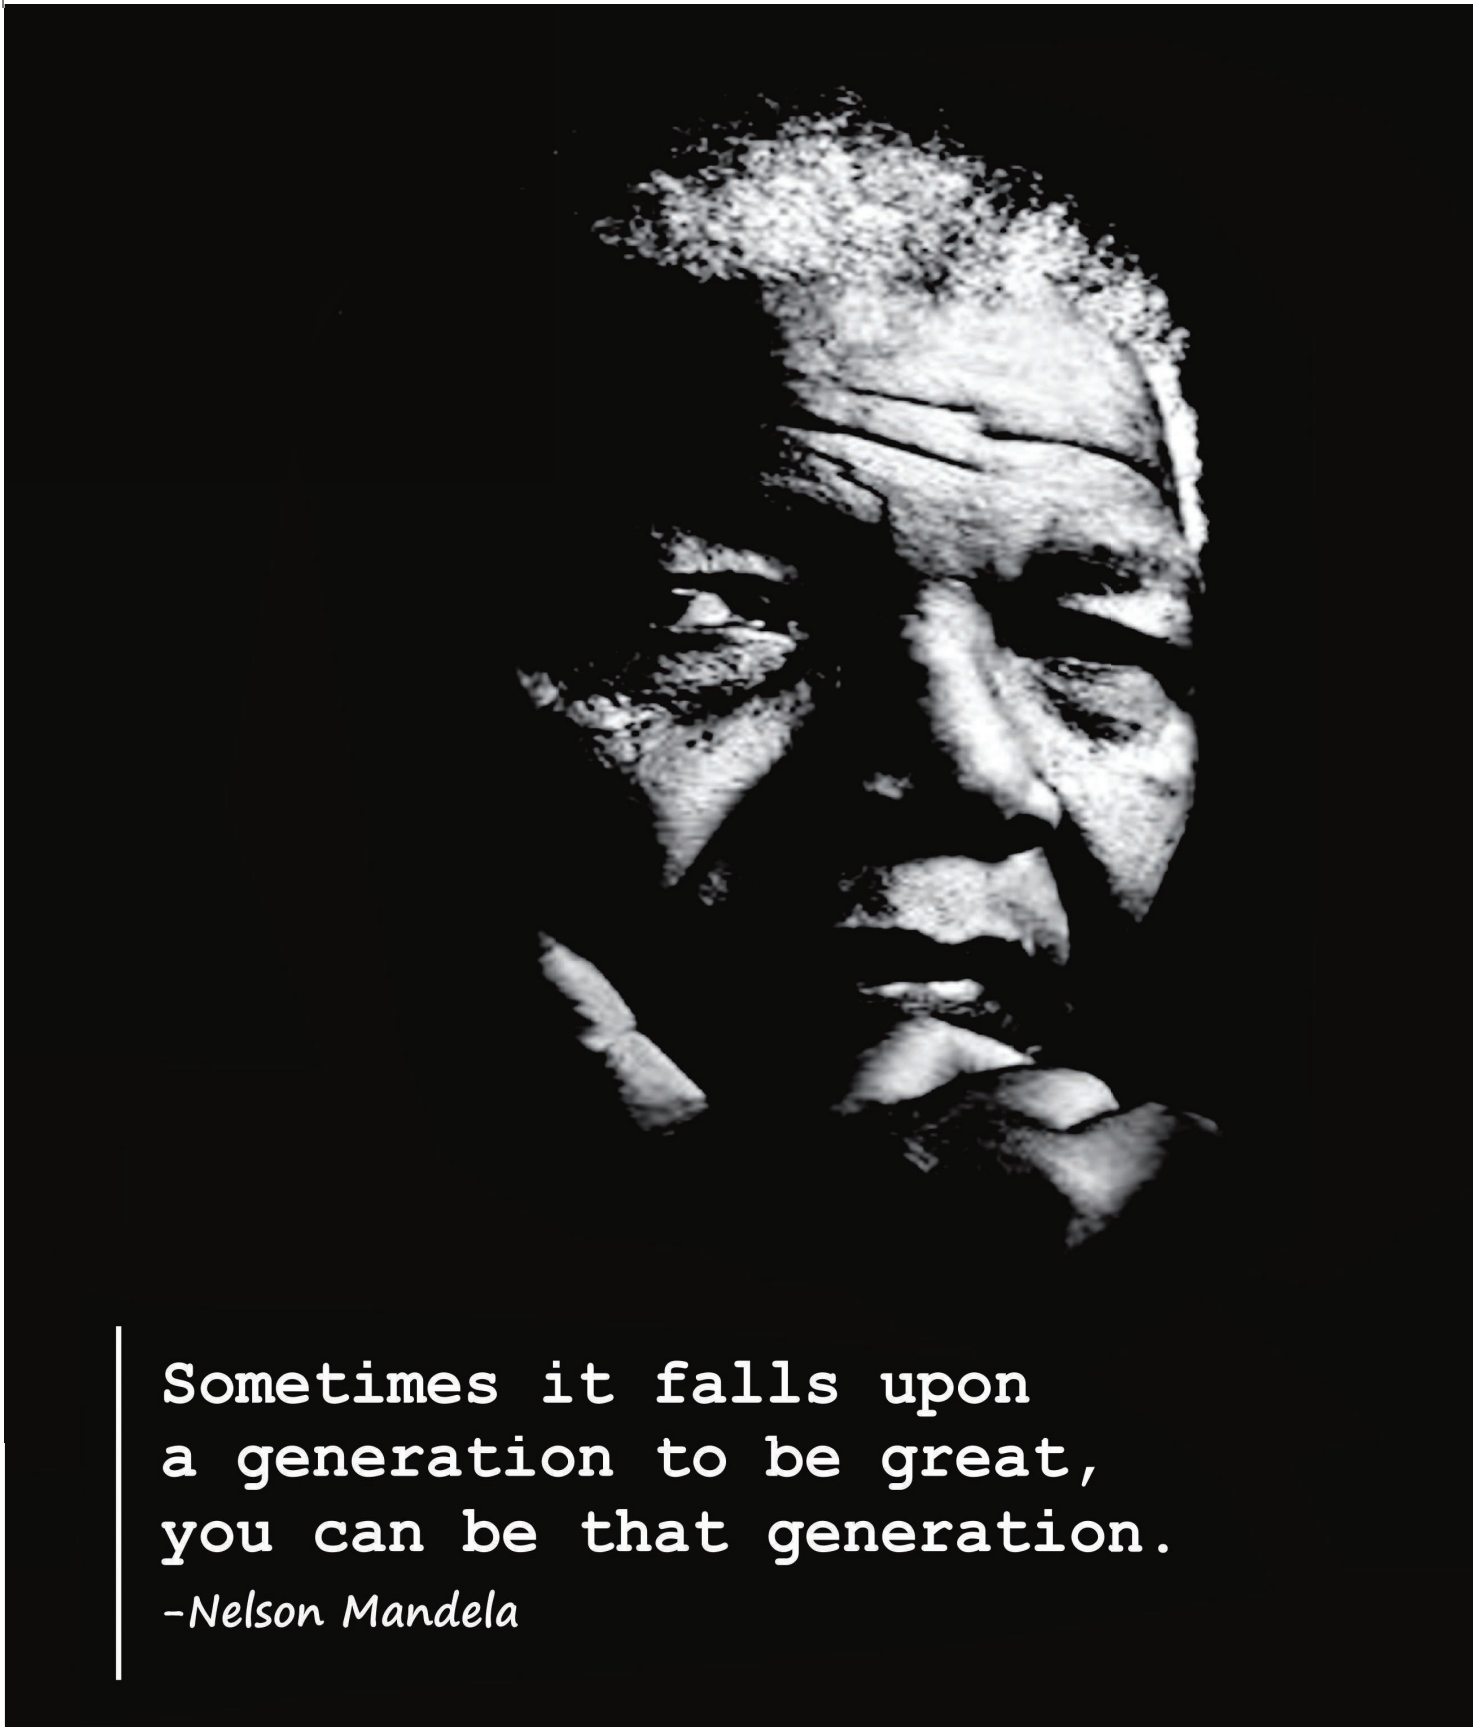 Sometimes it falls upon
a generation to be great,
you can be that generation.
-Nelson Mandela